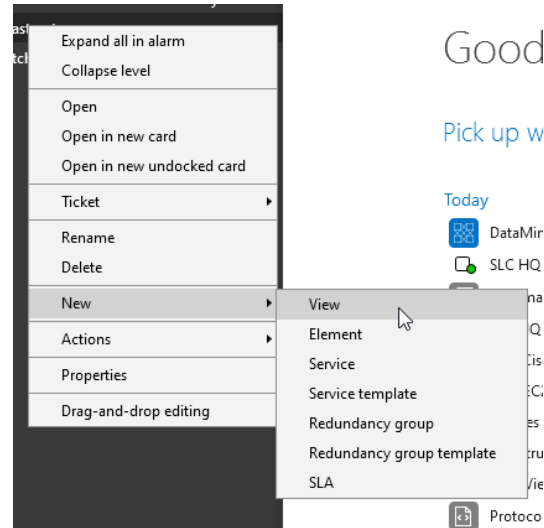 Expand all in alarm
Collapse level
Open
Open in new card
Open in new undocked card
Ticket
Rename
Delete
New
Actions
Properties
Drag-and-drop editing
View
Element
Service
Service template
Redundancy group
Redundancy group template
SLA
Good
Pick up w
Today
DataMin
SLC HQ
Protoco